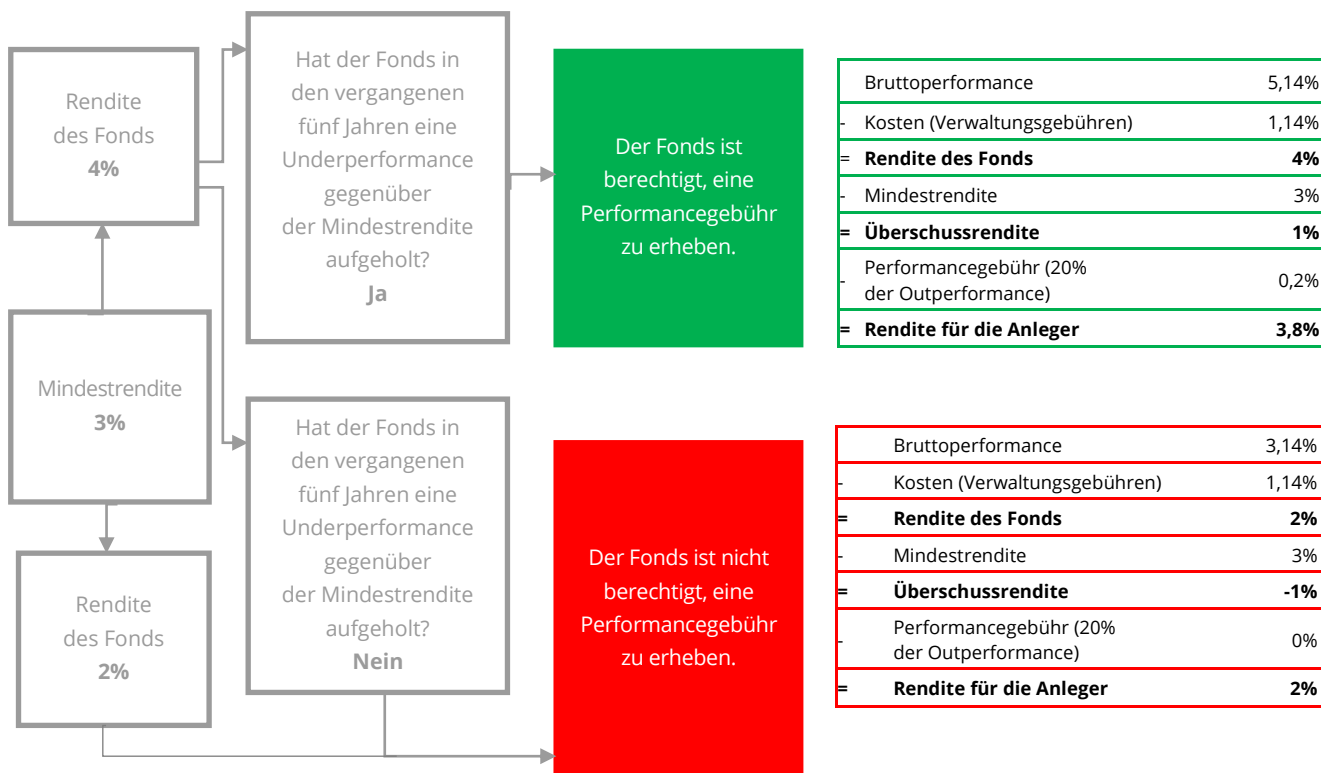 Rendite
des Fonds
4%
Mindestrendite
3%
Rendite
des Fonds
2%
Hat der Fonds in
den vergangenen
fünf Jahren eine
Underperformance
gegenüber
der Mindestrendite
aufgeholt?
Ja
Hat der Fonds in
den vergangenen
fünf Jahren eine
Underperformance
gegenüber
der Mindestrendite
aufgeholt?
Nein
Der Fonds ist
berechtigt, eine
Performancegebühr
zu erheben.
Der Fonds ist nicht
berechtigt, eine
Performancegebühr
zu erheben.
Bruttoperformance 5,14%
- Kosten (Verwaltungsgebühren) 1,14%
= Rendite des Fonds 4%
- Mindestrendite 3%
= Überschussrendite 1%
- Performancegebühr (20%
der Outperformance) 0,2%
= Rendite für die Anleger 3,8%
Bruttoperformance 3,14%
- Kosten (Verwaltungsgebühren) 1,14%
= Rendite des Fonds 2%
- Mindestrendite 3%
= Überschussrendite -1%
- Performancegebühr (20%
der Outperformance) 0%
= Rendite für die Anleger 2%